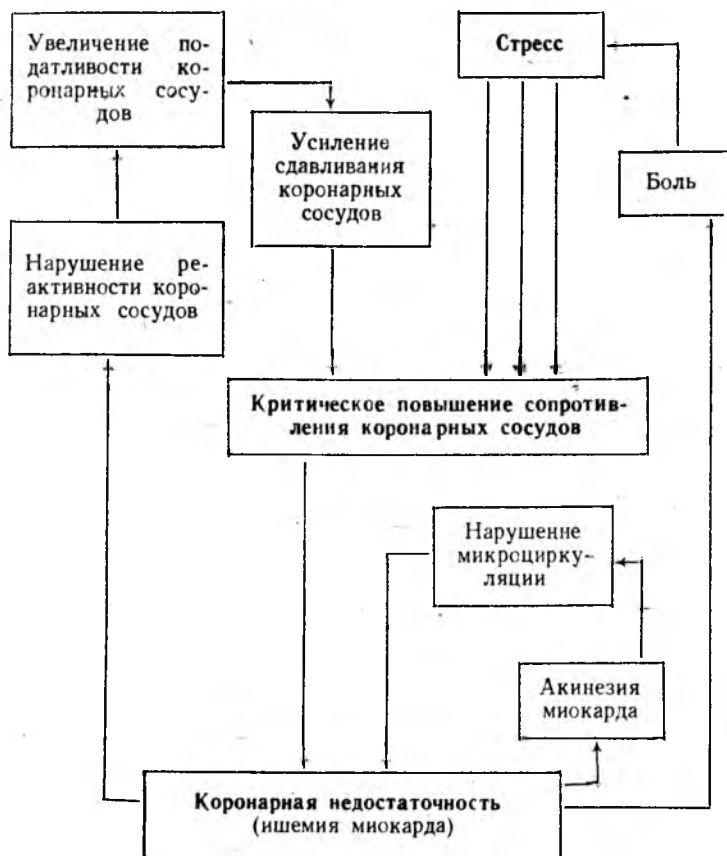 Увеличение по-
датливости ко-
ронарных сосу-
дов
Стресс
Усиление
сдавливания
коронарных
сосудов
Боль
Нарушение ре-
активности коро-
нарных сосудов
Критическое повышение сопротив-
ления коронарных сосудов
Нарушение
микроцирку-
ляции
Акинезия
миокарда
Коронарная недостаточность
(ишемия миокарда)